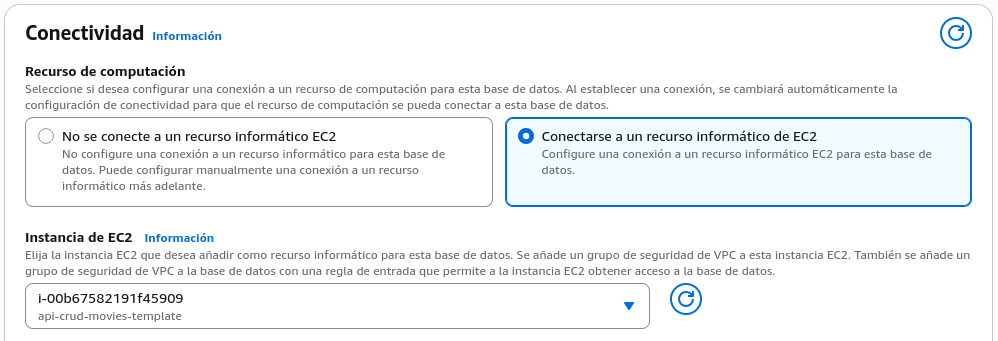 Conectividad Información
Recurso de computación
Seleccione si desea configurar una conexión a un recurso de computación para esta base de datos. Al establecer una conexión, se cambiará automáticamente la
configuración de conectividad para que el recurso de computación se pueda conectar a esta base de datos.
No se conecte a un recurso informático EC2
No configure una conexión a un recurso informático para esta base de
datos. Puede configurar manualmente una conexión a un recurso
informático más adelante.
Conectarse a un recurso informático de EC2
Configure una conexión a un recurso informático EC2 para esta base de
datos.
Instancia de EC2 Información
Elija la instancia EC2 que desea añadir como recurso informático para esta base de datos. Se añade un grupo de seguridad de VPC a esta instancia EC2. También se añade un
grupo de seguridad de VPC a la base de datos con una regla de entrada que permite a la instancia EC2 obtener acceso a la base de datos.
i-00b67582191f45909
api-crud-movies-template